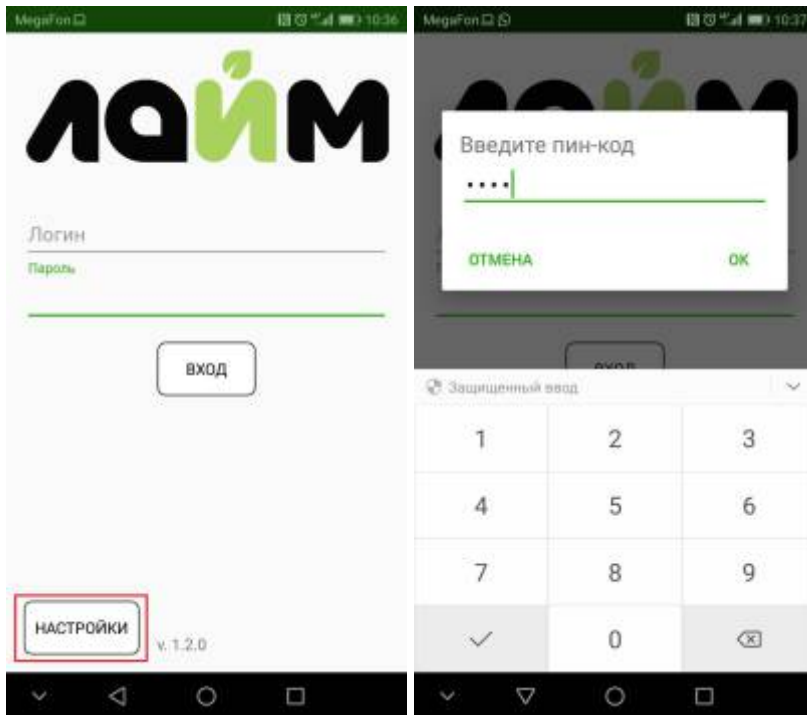 MegaFon
10:36
лайм
Логин
Пароль
ВХОД
НАСТРОЙКИ
v. 1.2.0
MegaFon
10:37
Введите пин-код
ОТМЕНА
ОК
Защищенный ввод
1 2 3
4 5 6
7 8 9
0